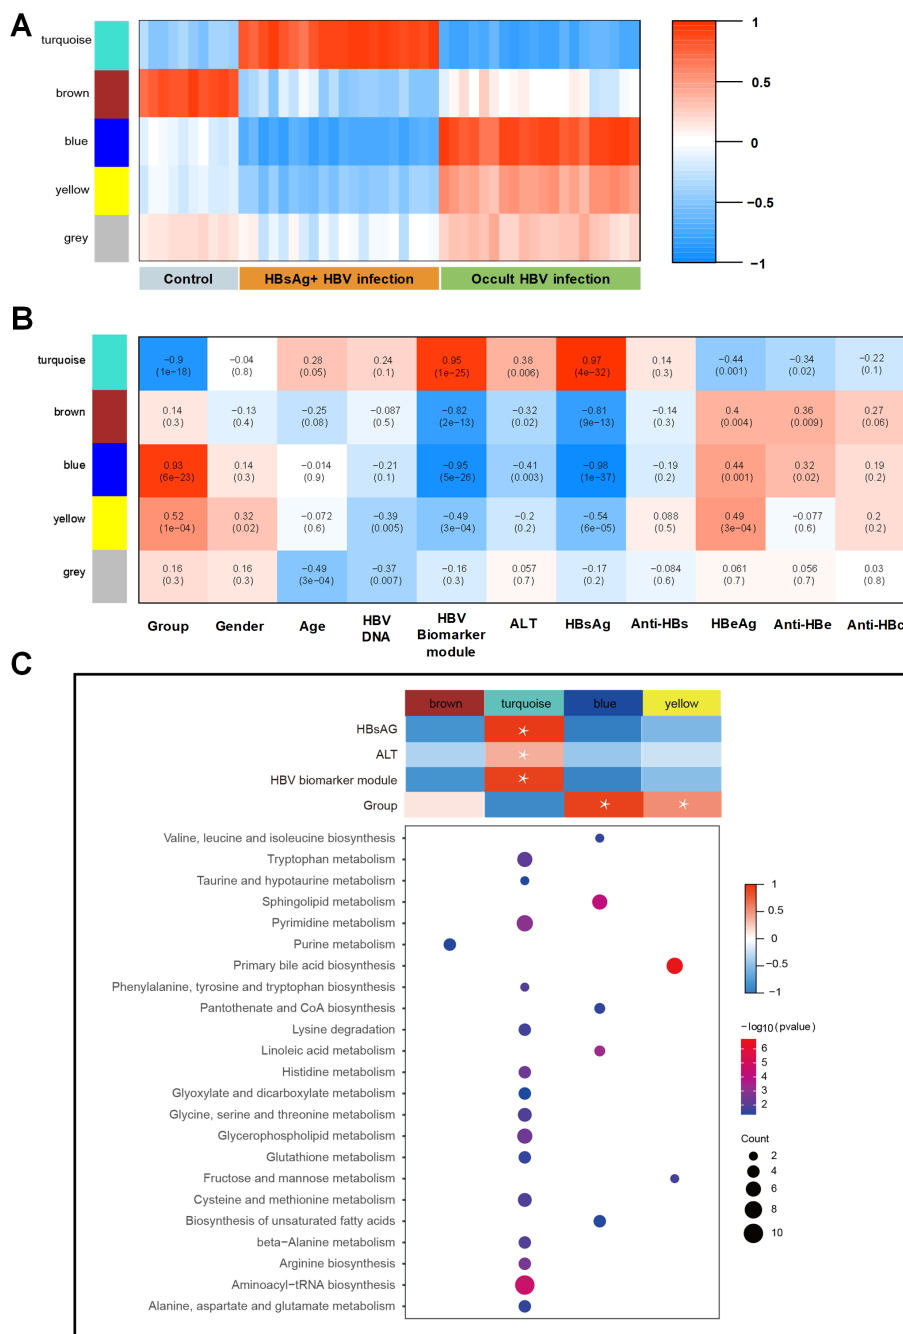 A
turquoise
brown
blue
yellow
grey
1
0.5
0
−0.5
−1
Control
HBsAg+ HBV infection
Occult HBV infection
B
turquoise
−0.9 −0.04 0.28 0.24 0.95 0.38 0.97 0.14 −0.44 −0.34 −0.22
(1e−18) (0.8) (0.05) (0.1) (1e−25) (0.006) (4e−32) (0.3) (0.001) (0.02) (0.1)
brown
0.14 −0.13 −0.25 −0.087 −0.82 −0.32 −0.81 −0.14 0.4 0.36 0.27
(0.3) (0.4) (0.08) (0.5) (2e−13) (0.02) (9e−13) (0.3) (0.004) (0.009) (0.06)
blue
0.93 0.14 −0.014 −0.21 −0.95 −0.41 −0.98 −0.19 0.44 0.32 0.19
(6e−23) (0.3) (0.9) (0.1) (5e−26) (0.003) (1e−37) (0.2) (0.001) (0.02) (0.2)
yellow
0.52 0.32 −0.072 −0.39 −0.49 −0.2 −0.54 0.088 0.49 −0.077 0.2
(1e−04) (0.02) (0.6) (0.005) (3e−04) (0.2) (6e−05) (0.5) (3e−04) (0.6) (0.2)
grey
0.16 0.16 −0.49 −0.37 −0.16 0.057 −0.17 −0.084 0.061 0.056 0.03
(0.3) (0.3) (3e−04) (0.007) (0.3) (0.7) (0.2) (0.6) (0.7) (0.7) (0.8)
Group
Gender
Age
HBV
DNA
HBV
Biomarker
module
ALT
HBsAg
Anti-HBs
HBeAg
Anti-HBe
Anti-HBc
C
brown
turquoise
blue
yellow
HBsAG
ALT
HBV biomarker module
Group
Valine, leucine and isoleucine biosynthesis
Tryptophan metabolism
Taurine and hypotaurine metabolism
Sphingolipid metabolism
Pyrimidine metabolism
Purine metabolism
Primary bile acid biosynthesis
Phenylalanine, tyrosine and tryptophan biosynthesis
Pantothenate and CoA biosynthesis
Lysine degradation
Linoleic acid metabolism
Histidine metabolism
Glyoxylate and dicarboxylate metabolism
Glycine, serine and threonine metabolism
Glycerophospholipid metabolism
Glutathione metabolism
Fructose and mannose metabolism
Cysteine and methionine metabolism
Biosynthesis of unsaturated fatty acids
beta−Alanine metabolism
Arginine biosynthesis
Aminoacyl−tRNA biosynthesis
Alanine, aspartate and glutamate metabolism
1
0.5
0
−0.5
−1
−log10(pvalue)
6
5
4
3
2
Count
2
4
6
8
10